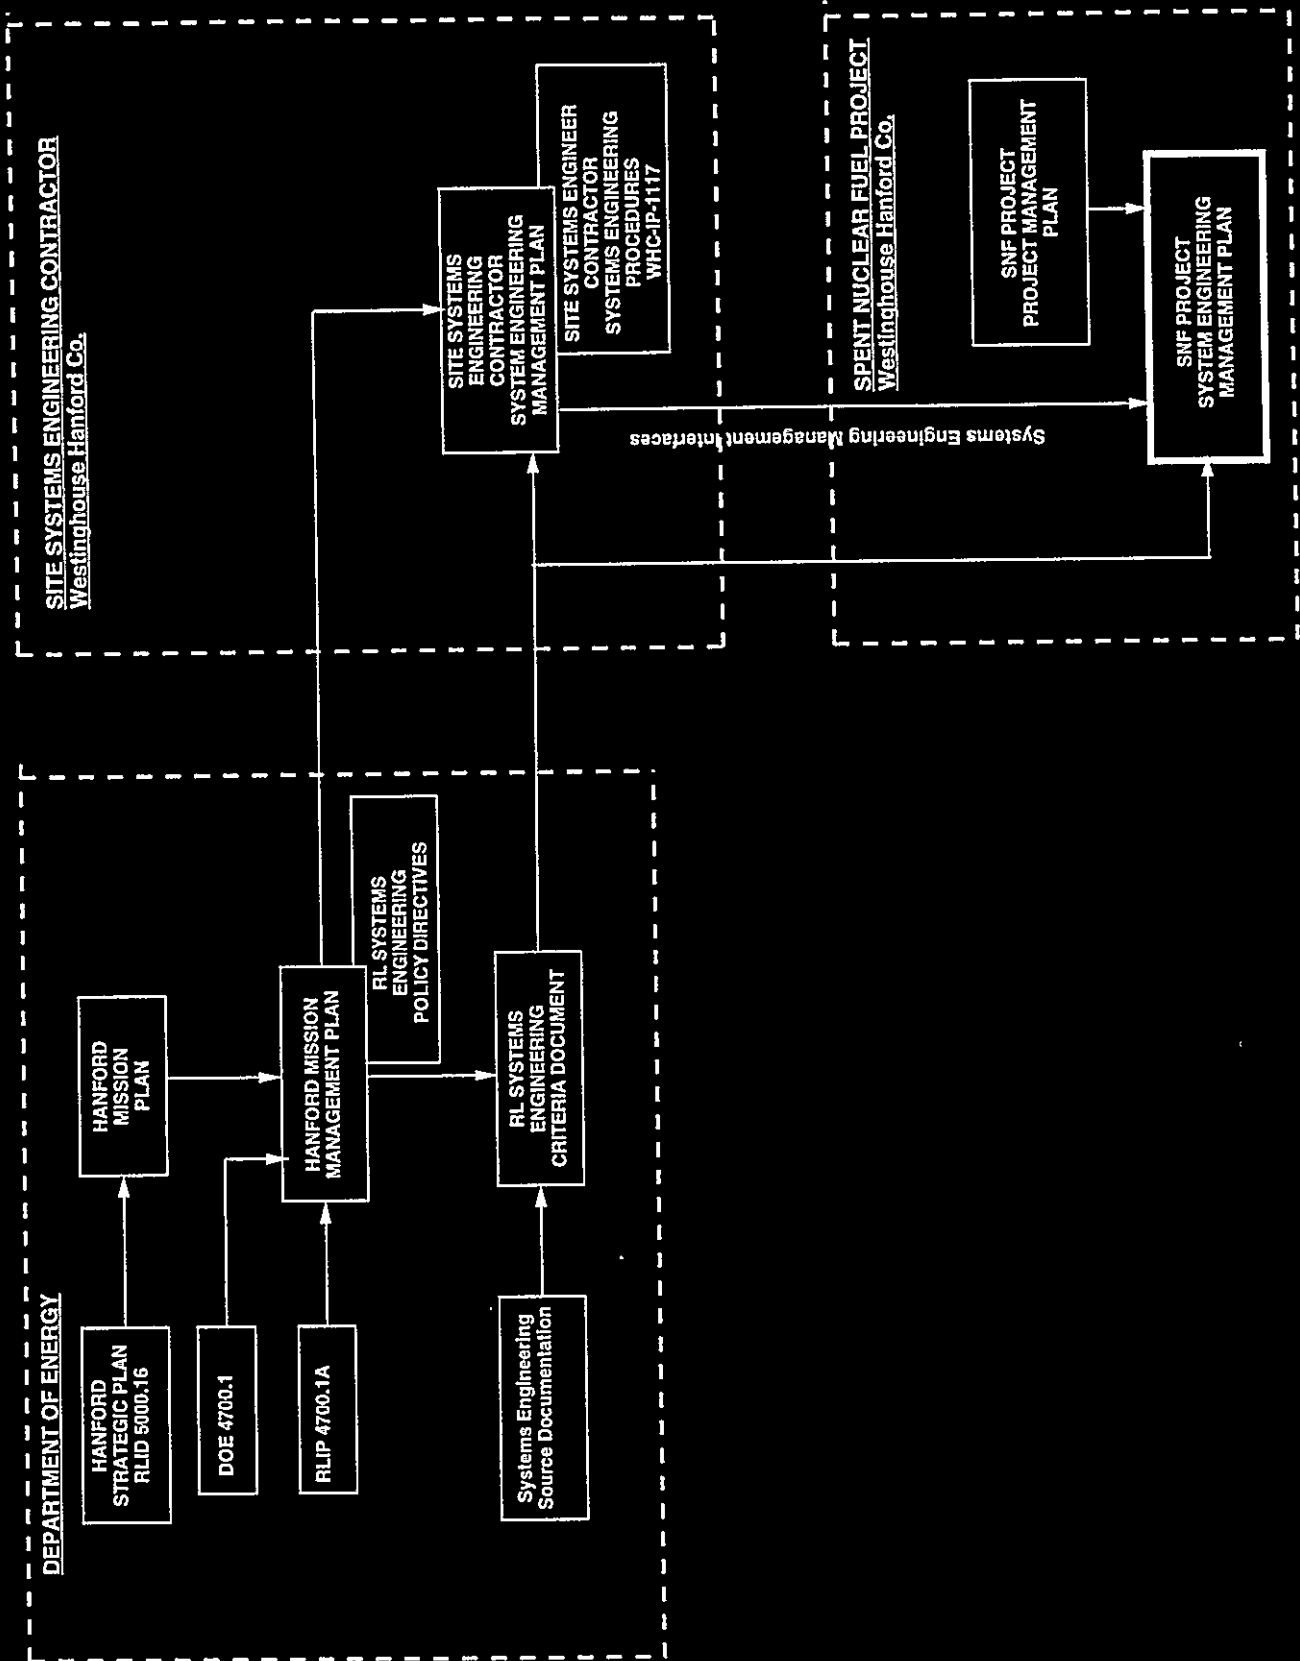 DEPARTMENT OF ENERGY
HANFORD
STRATEGIC PLAN
RLID 5000.16
DOE 4700.1
RLIP 4700.1A
Systems Engineering
Source Documentation
HANFORD
MISSION
PLAN
HANFORD MISSION
MANAGEMENT PLAN
RL SYSTEMS
ENGINEERING
POLICY DIRECTIVES
RL SYSTEMS
ENGINEERING
CRITERIA DOCUMENT
SITE SYSTEMS ENGINEERING CONTRACTOR
Westinghouse Hanford Co.
SITE SYSTEMS
ENGINEERING
CONTRACTOR
SYSTEM ENGINEERING
MANAGEMENT PLAN
SITE SYSTEMS ENGINEER
CONTRACTOR
SYSTEMS ENGINEERING
PROCEDURES
WHC-IP-1117
Systems Engineering Management Interfaces
SPENT NUCLEAR FUEL PROJECT
Westinghouse Hanford Co.
SNF PROJECT
PROJECT MANAGEMENT
PLAN
SNF PROJECT
SYSTEM ENGINEERING
MANAGEMENT PLAN